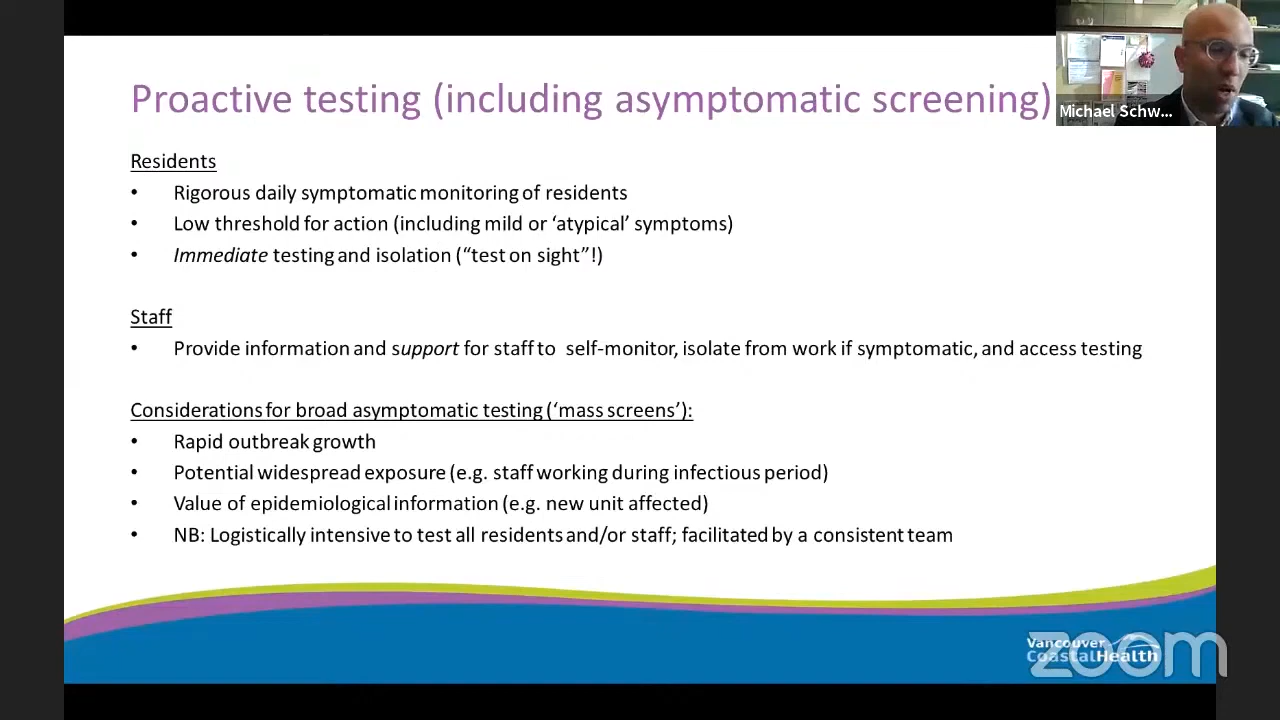 Proactive testing (including asymptomatic screening)
Michael Schw...
Residents
• Rigorous daily symptomatic monitoring of residents
• Low threshold for action (including mild or ‘atypical’ symptoms)
• Immediate testing and isolation (“test on sight”!)
Staff
• Provide information and support for staff to self-monitor, isolate from work if symptomatic, and access testing
Considerations for broad asymptomatic testing (‘mass screens’):
• Rapid outbreak growth
• Potential widespread exposure (e.g. staff working during infectious period)
• Value of epidemiological information (e.g. new unit affected)
• NB: Logistically intensive to test all residents and/or staff; facilitated by a consistent team
Vancouver
CoastalHealth
zoom